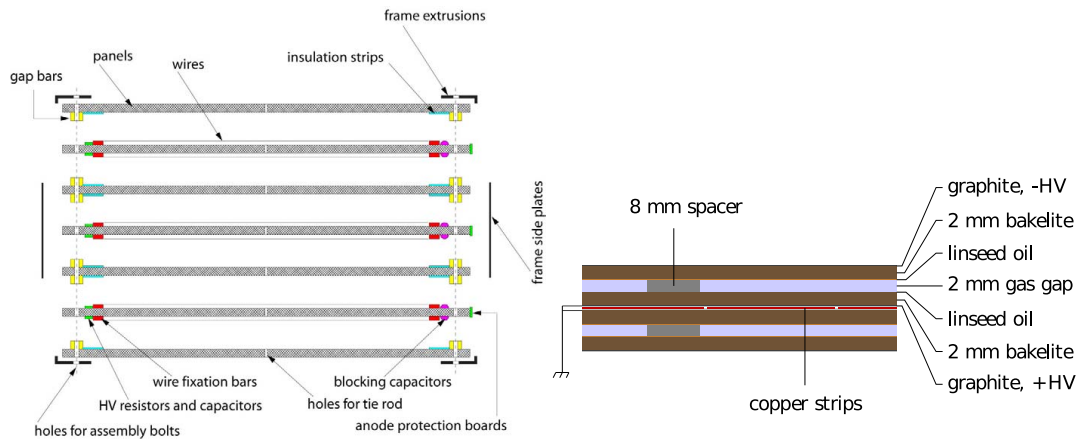 frame extrusions
panels
insulation strips
wires
gap bars
frame side plates
wire fixation bars
blocking capacitors
HV resistors and capacitors
holes for tie rod
anode protection boards
holes for assembly bolts
8 mm spacer
graphite, -HV
2 mm bakelite
linseed oil
2 mm gas gap
linseed oil
2 mm bakelite
graphite, +HV
copper strips